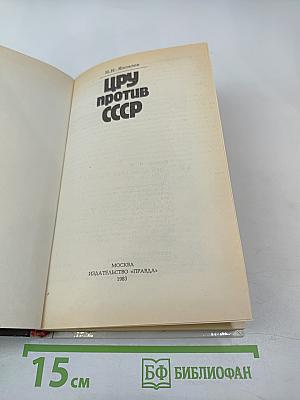 Н. Н. Яковлев
ЦРУ
против
СССР
МОСКВА
ИЗДАТЕЛЬСТВО «ПРАВДА»
1983
15 см
БФ БИБЛИОФАН